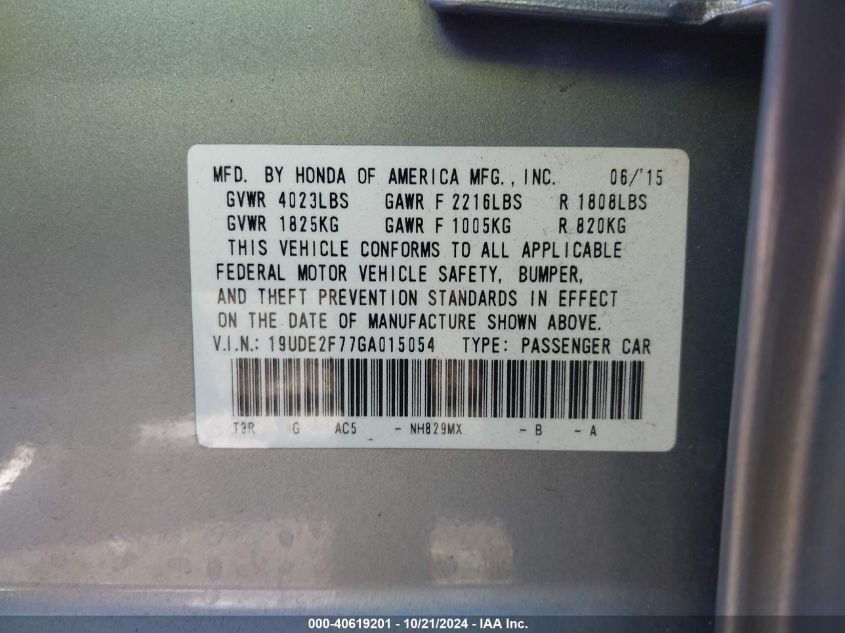 MFD. BY HONDA OF AMERICA MFG., INC. 06/'15
GVWR 4023LBS GAWR F 2216LBS R 1808LBS
GVWR 1825KG GAWR F 1005KG R 820KG
THIS VEHICLE CONFORMS TO ALL APPLICABLE
FEDERAL MOTOR VEHICLE SAFETY, BUMPER,
AND THEFT PREVENTION STANDARDS IN EFFECT
ON THE DATE OF MANUFACTURE SHOWN ABOVE.
V.I.N.: 19UDE2F77GA015054 TYPE: PASSENGER CAR
T3R G AC5 - NH829MX - B - A
000-40619201 - 10/21/2024 - IAA Inc.